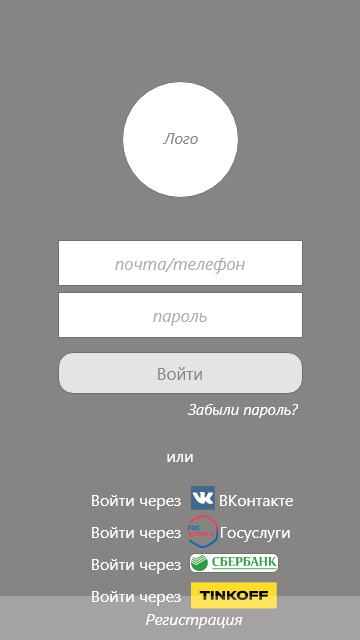 Лого
почта/телефон
пароль
Войти
Забыли пароль?
или
Войти через ВКонтакте
Войти через гос услуги Госуслуги
Войти через СБЕРБАНК
Войти через TINKOFF
Регистрация